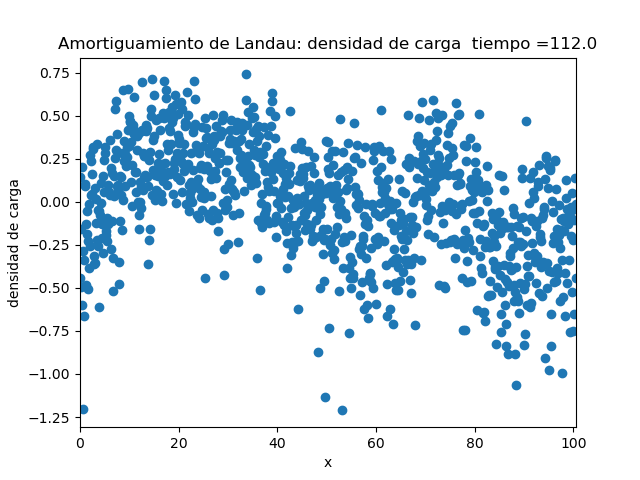 Amortiguamiento de Landau: densidad de carga  tiempo =112.0
densidad de carga
0.75
0.50
0.25
0.00
−0.25
−0.50
−0.75
−1.00
−1.25
0 20 40 60 80 100
x